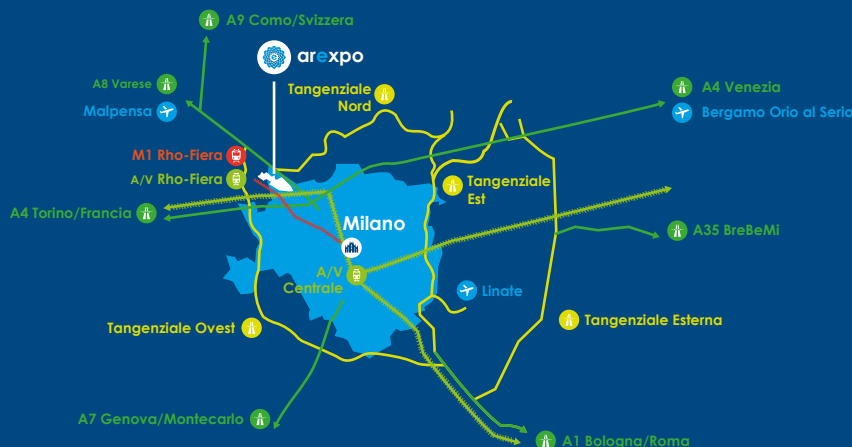 A9 Como/Svizzera
arexpo
A8 Varese
Malpensa
Tangenziale
Nord
A4 Venezia
Bergamo Orio al Serio
M1 Rho-Fiera
A/V Rho-Fiera
Tangenziale
Est
A4 Torino/Francia
Milano
A35 BreBeMi
A/V
Centrale
Linate
Tangenziale Ovest
Tangenziale Esterna
A7 Genova/Montecarlo
A1 Bologna/Roma